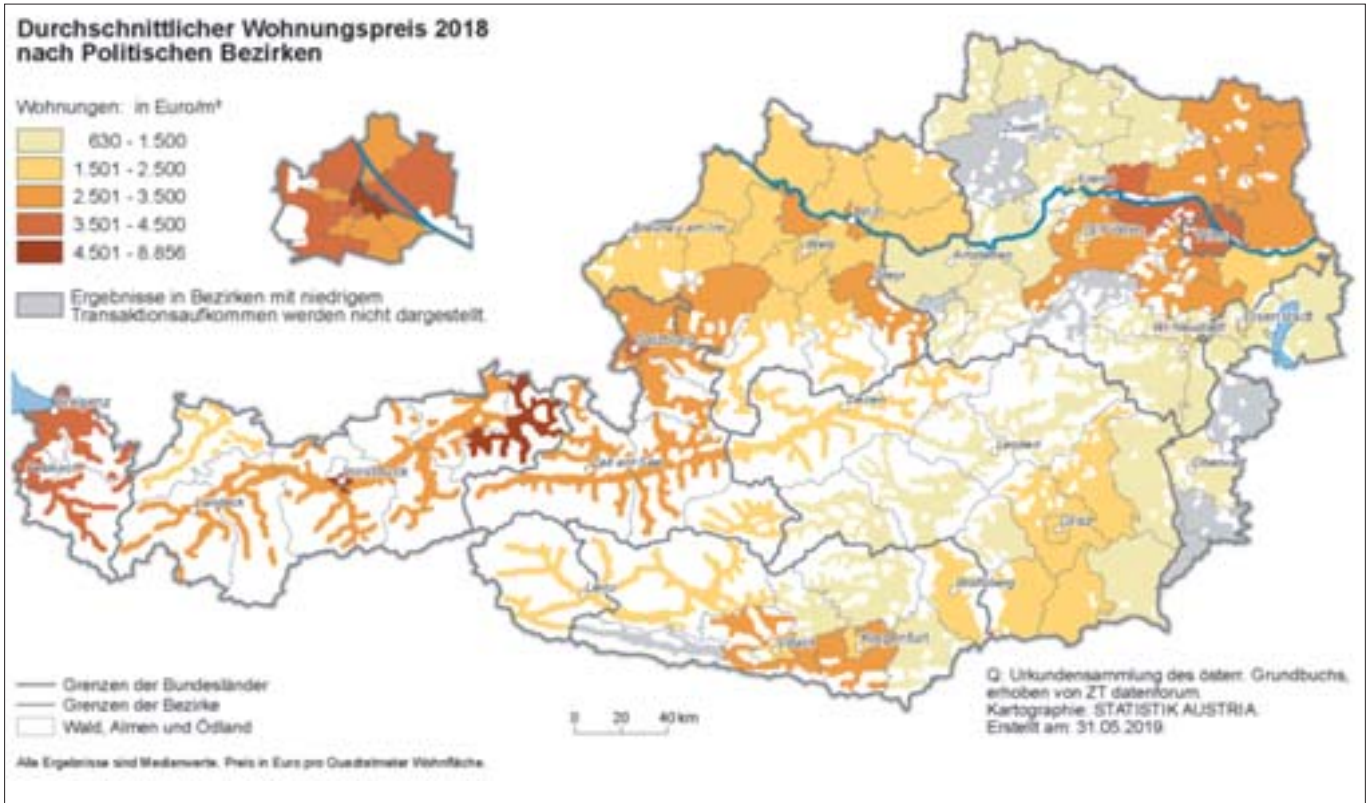 Durchschnittlicher Wohnungspreis 2018
nach Politischen Bezirken
Wohnungen: in Euro/m²
630 - 1.500
1.501 - 2.500
2.501 - 3.500
3.501 - 4.500
4.501 - 8.856
Ergebnisse in Bezirken mit niedrigem
Transaktionsaufkommen werden nicht dargestellt.
Zwettl
Krems
Linz
Braunau am Inn
Wels
St. Pölten
Wien
Amstetten
Steyr
Eisenstadt
Wr. Neustadt
Salzburg
Bregenz
Liezen
Leoben
Feldkirch
Innsbruck
Zell am See
Oberwart
Landeck
Graz
Lienz
Wolfsberg
Villach
Klagenfurt
Grenzen der Bundesländer
Grenzen der Bezirke
Wald, Almen und Ödland
0 20 40 km
Q: Urkundensammlung des österr. Grundbuchs,
erhoben von ZT datenforum.
Kartographie: STATISTIK AUSTRIA.
Erstellt am: 31.05.2019.
Alle Ergebnisse sind Medianwerte. Preis in Euro pro Quadratmeter Wohnfläche.